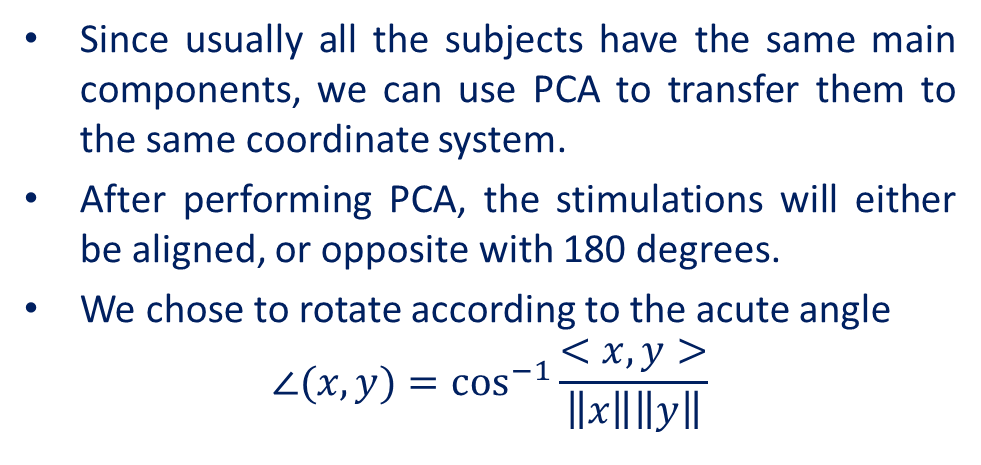 • Since usually all the subjects have the same main
components, we can use PCA to transfer them to
the same coordinate system.
• After performing PCA, the stimulations will either
be aligned, or opposite with 180 degrees.
• We chose to rotate according to the acute angle
∠(x, y) = cos⁻¹ <x, y> / ‖x‖‖y‖